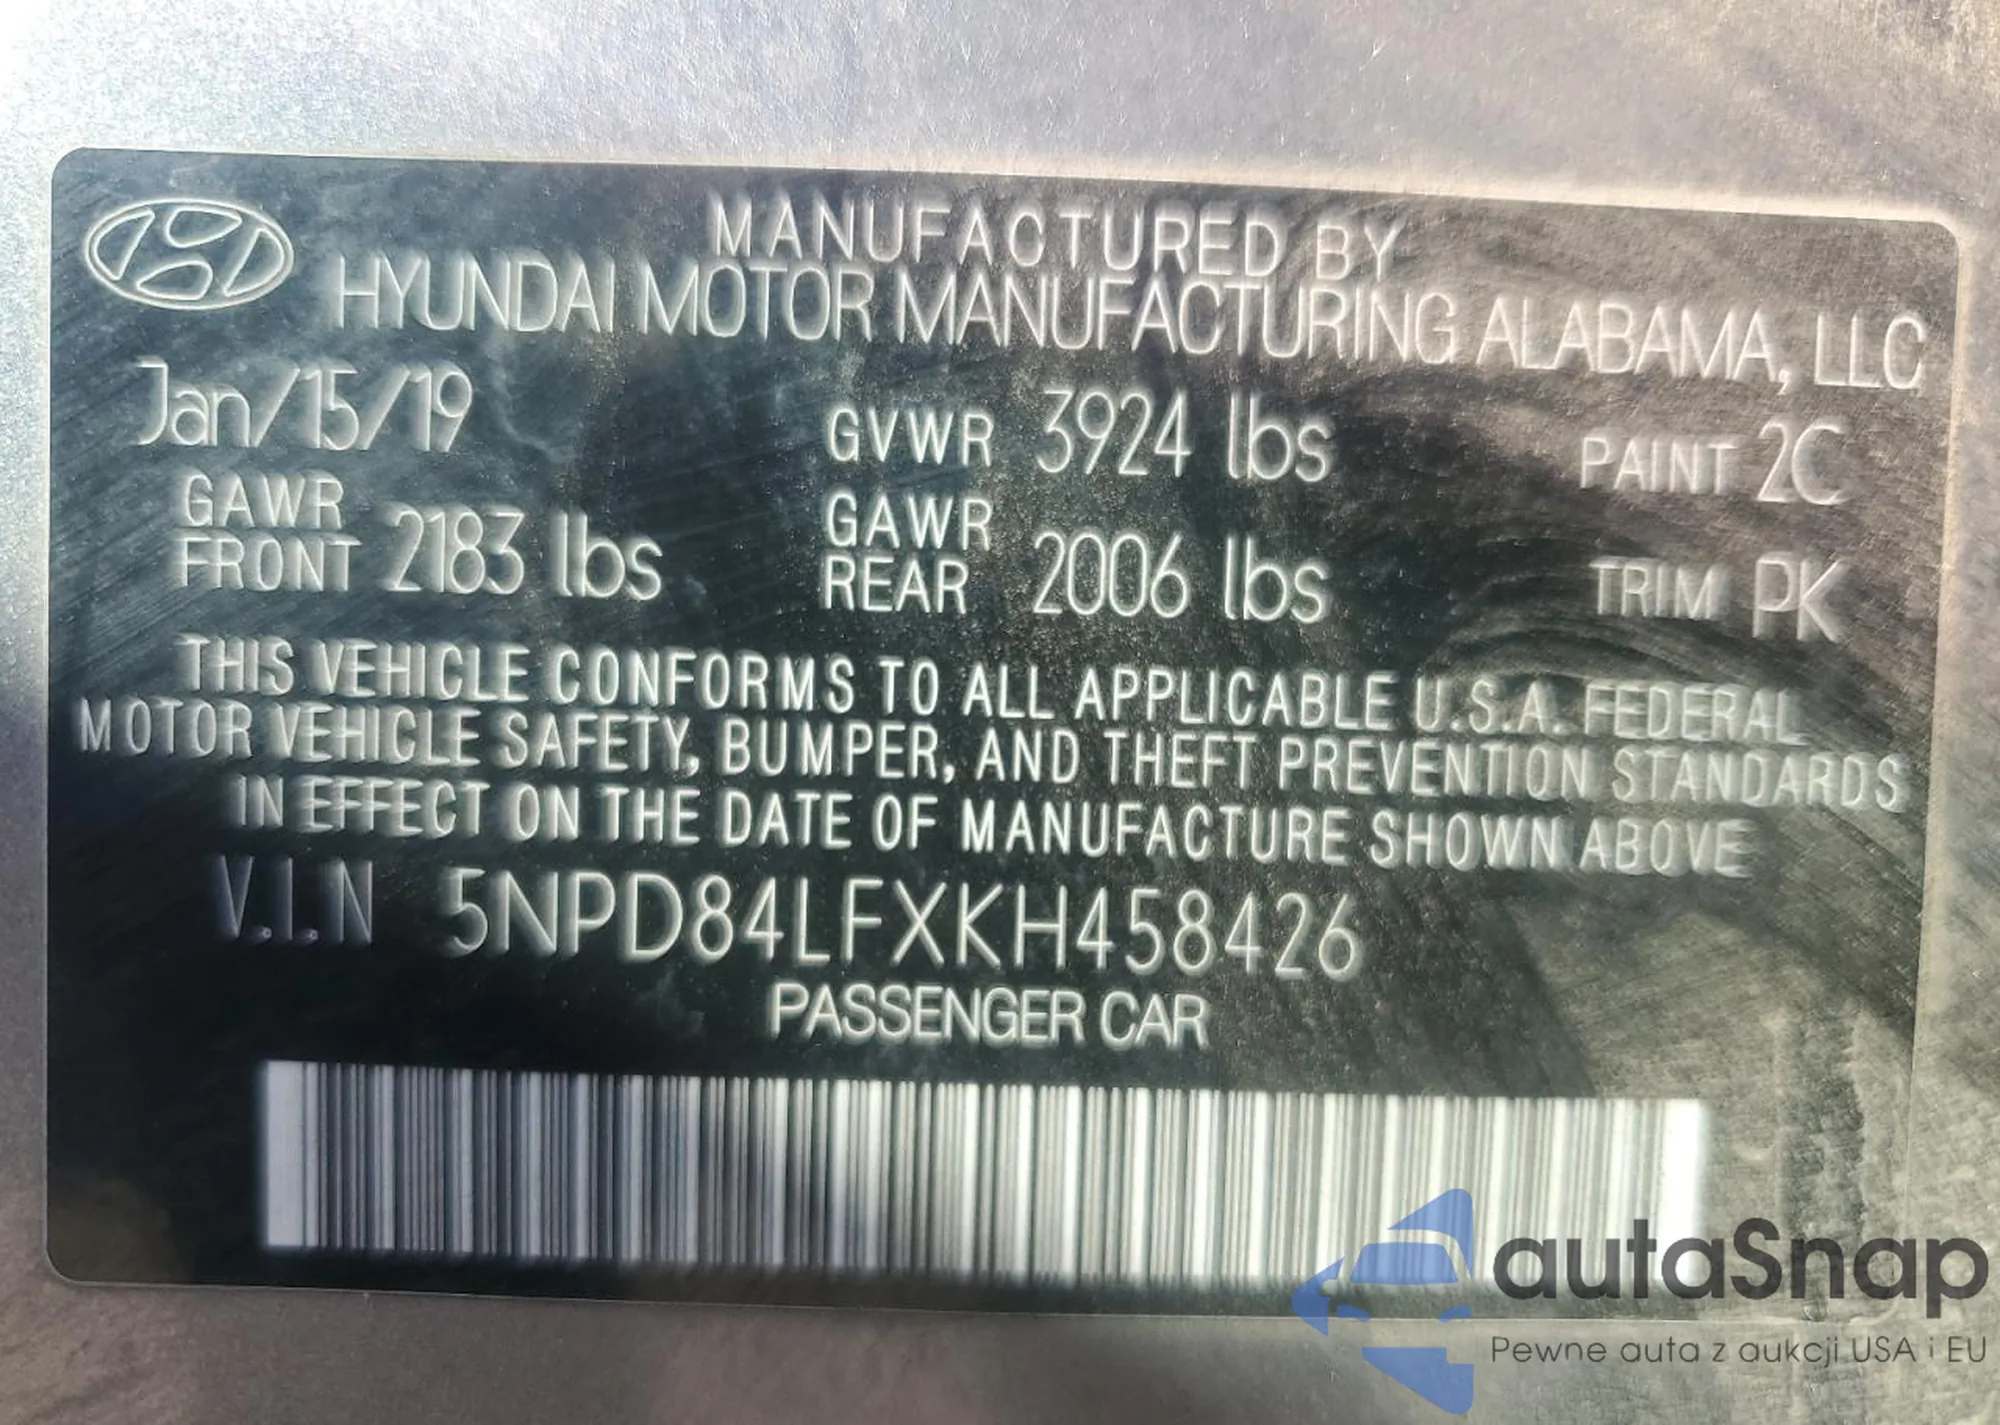 MANUFACTURED BY
HYUNDAI MOTOR MANUFACTURING ALABAMA, LLC
Jan/15/19 GVWR 3924 lbs PAINT 2C
GAWR FRONT 2183 lbs GAWR REAR 2006 lbs TRIM PK
THIS VEHICLE CONFORMS TO ALL APPLICABLE U.S.A. FEDERAL
MOTOR VEHICLE SAFETY, BUMPER, AND THEFT PREVENTION STANDARDS
IN EFFECT ON THE DATE OF MANUFACTURE SHOWN ABOVE
V.I.N 5NPD84LFXKH458426
PASSENGER CAR
autaSnap
Pewne auta z aukcji USA i EU